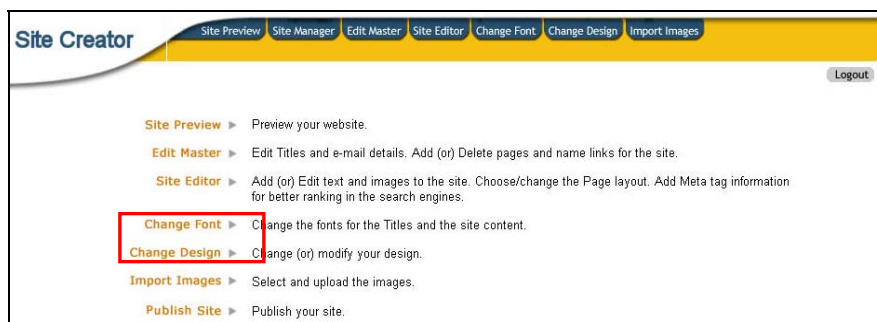 Site Creator
Site Preview Site Manager Edit Master Site Editor Change Font Change Design Import Images
Logout
Site Preview Preview your website.
Edit Master Edit Titles and e-mail details. Add (or) Delete pages and name links for the site.
Site Editor Add (or) Edit text and images to the site. Choose/change the Page layout. Add Meta tag information
for better ranking in the search engines.
Change Font Change the fonts for the Titles and the site content.
Change Design Change (or) modify your design.
Import Images Select and upload the images.
Publish Site Publish your site.